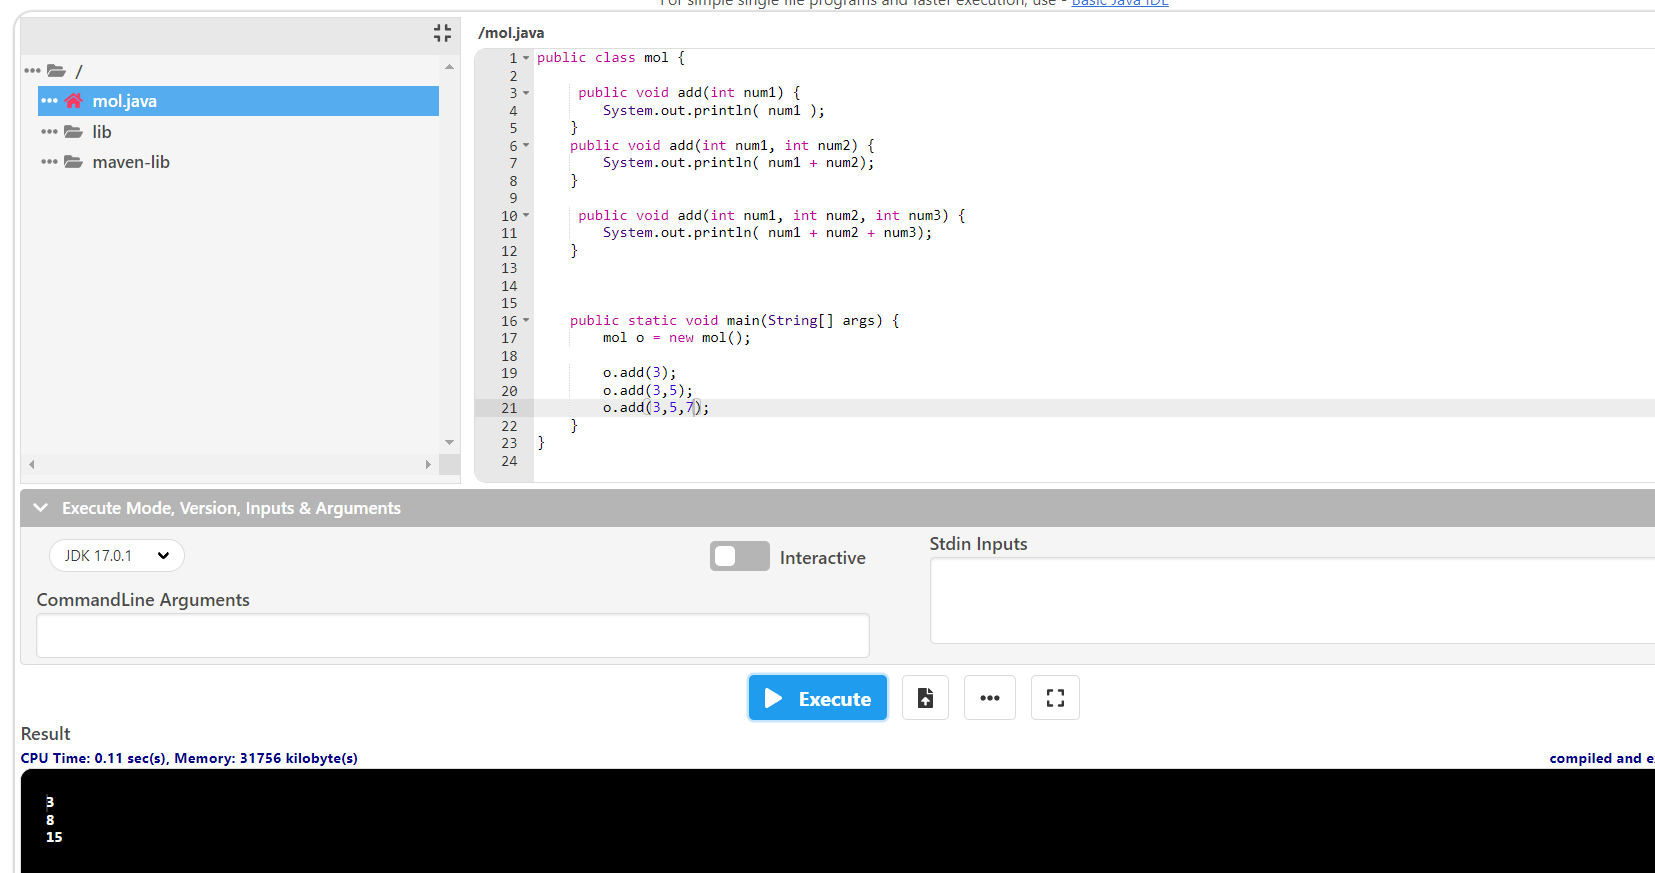 For simple single file programs and faster execution, use - Basic Java IDE
/
mol.java
lib
maven-lib
/mol.java
1 public class mol {
2
3 public void add(int num1) {
4 System.out.println( num1 );
5 }
6 public void add(int num1, int num2) {
7 System.out.println( num1 + num2);
8 }
9
10 public void add(int num1, int num2, int num3) {
11 System.out.println( num1 + num2 + num3);
12 }
13
14
15
16 public static void main(String[] args) {
17 mol o = new mol();
18
19 o.add(3);
20 o.add(3,5);
21 o.add(3,5,7);
22 }
23 }
24
Execute Mode, Version, Inputs & Arguments
JDK 17.0.1
Interactive
Stdin Inputs
CommandLine Arguments
Execute
Result
CPU Time: 0.11 sec(s), Memory: 31756 kilobyte(s)
compiled and
3
8
15